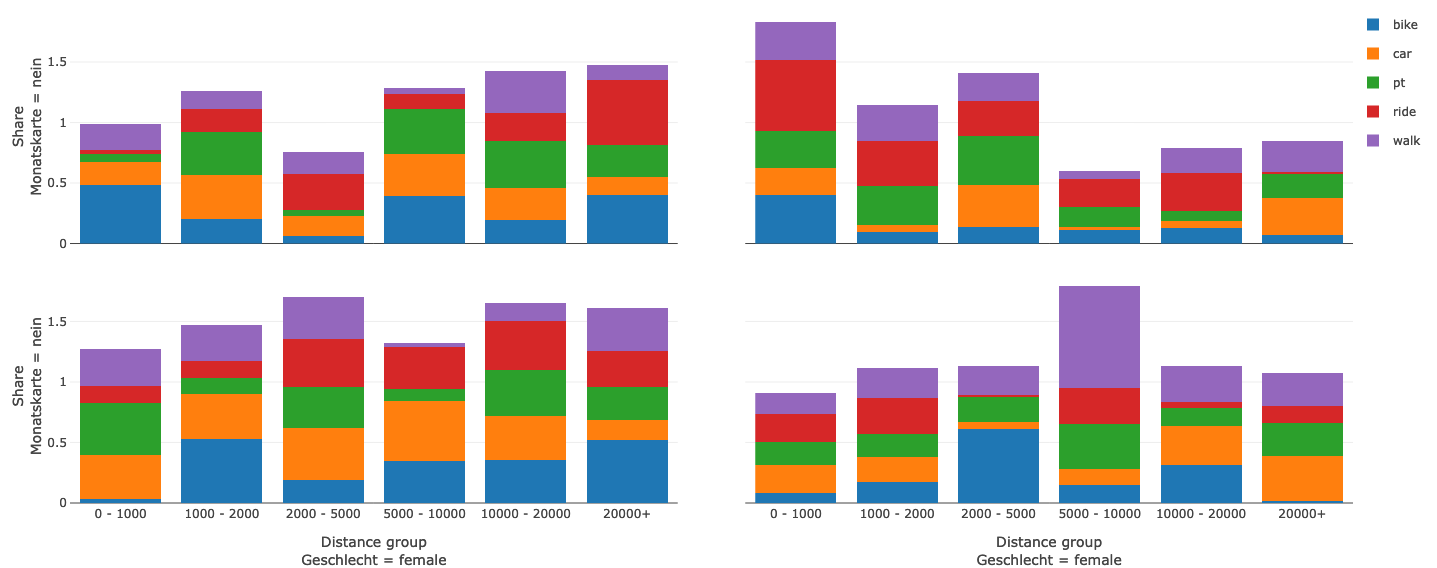 Share
Monatskarte = nein
1.5
1
0.5
0
bike
car
pt
ride
walk
Share
Monatskarte = nein
1.5
1
0.5
0
0 - 1000
1000 - 2000
2000 - 5000
5000 - 10000
10000 - 20000
20000+
Distance group
Geschlecht = female
0 - 1000
1000 - 2000
2000 - 5000
5000 - 10000
10000 - 20000
20000+
Distance group
Geschlecht = female